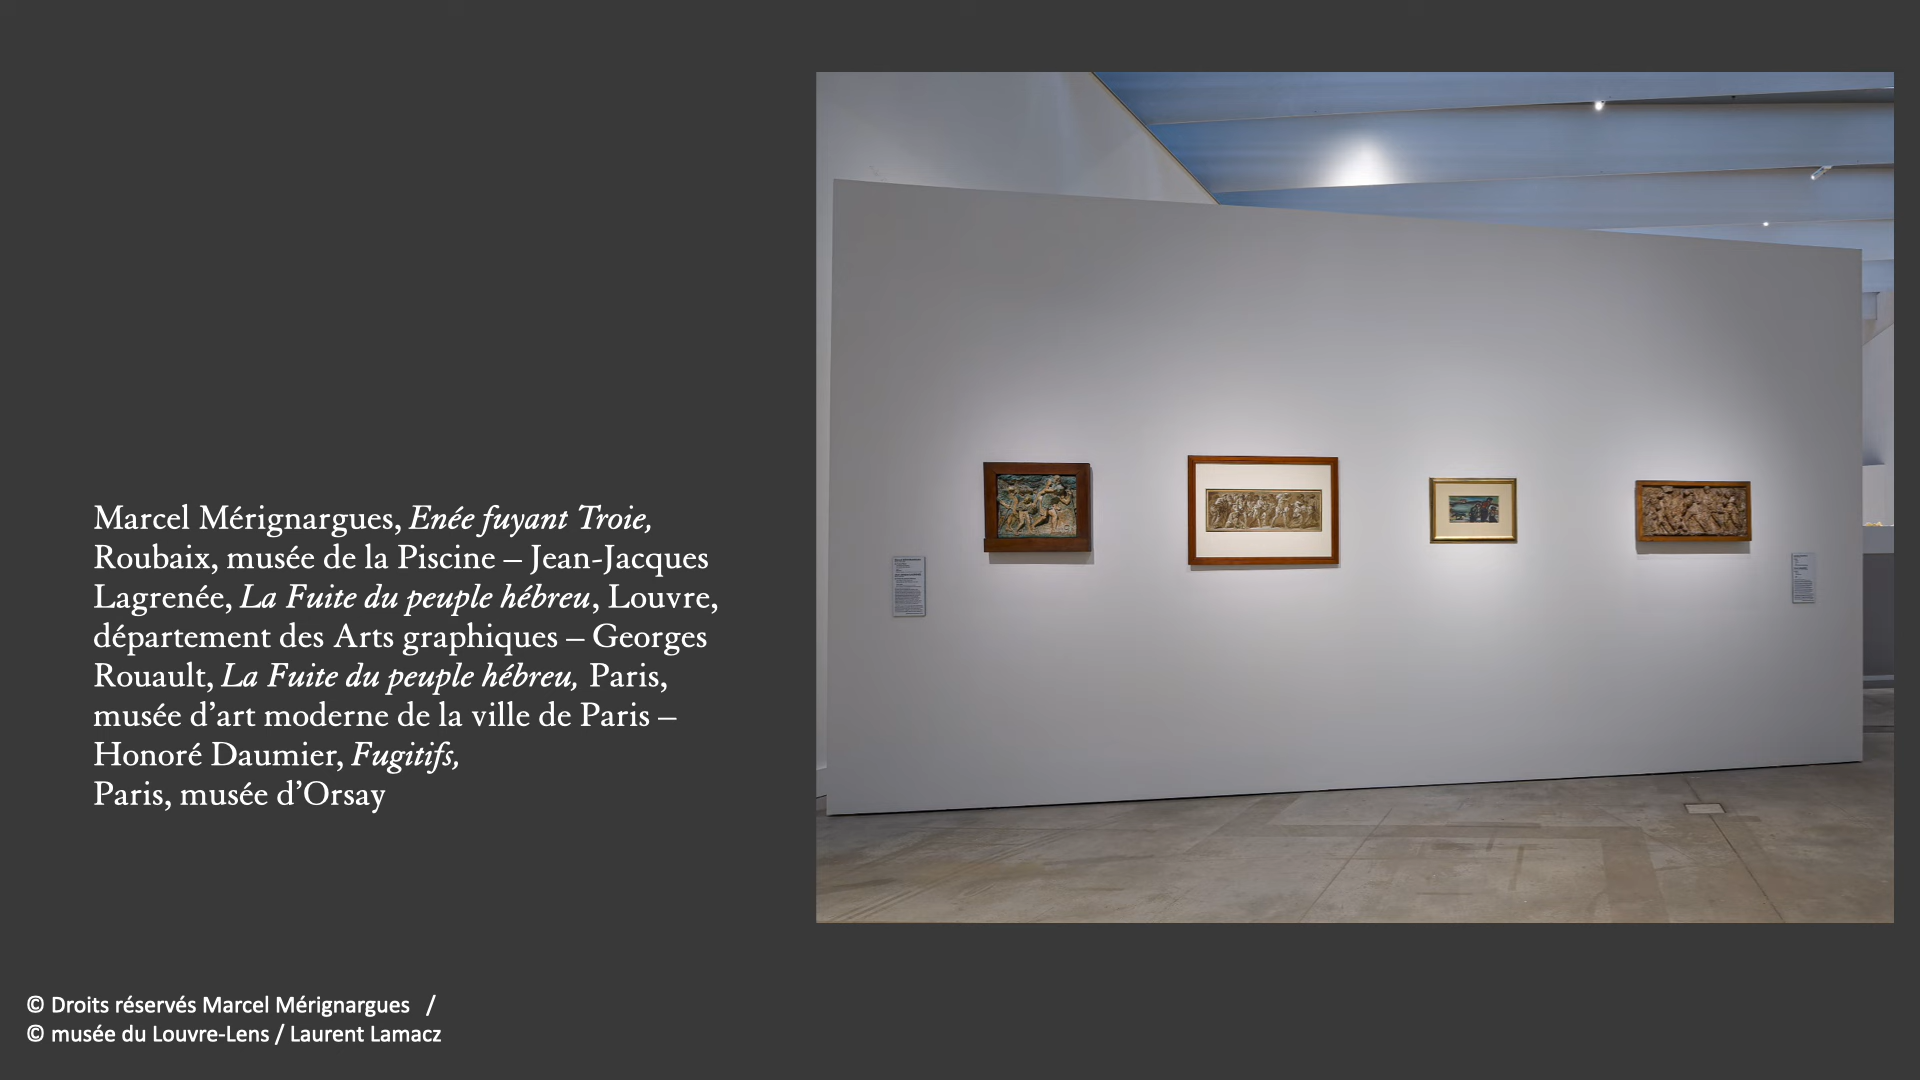 Marcel Mérignargues, Enée fuyant Troie,
Roubaix, musée de la Piscine – Jean-Jacques
Lagrenée, La Fuite du peuple hébreu, Louvre,
département des Arts graphiques – Georges
Rouault, La Fuite du peuple hébreu, Paris,
musée d’art moderne de la ville de Paris –
Honoré Daumier, Fugitifs,
Paris, musée d’Orsay
© Droits réservés Marcel Mérignargues /
© musée du Louvre-Lens / Laurent Lamacz